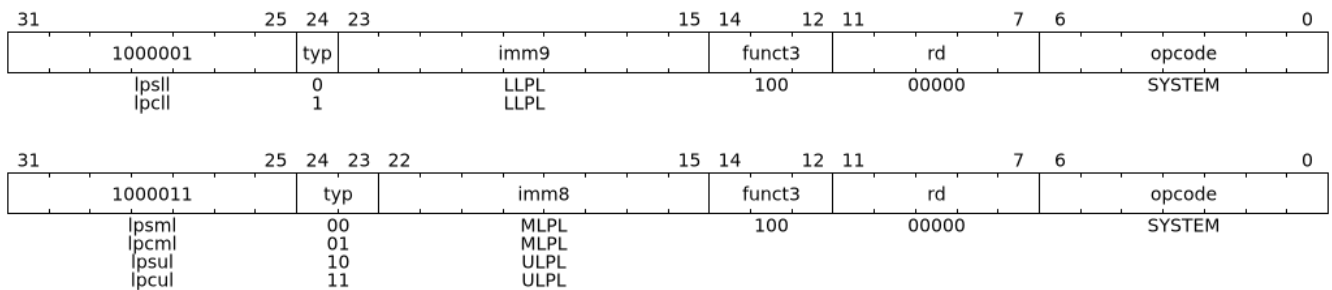 31 25 24 23 15 14 12 11 7 6 0
1000001 typ imm9 funct3 rd opcode
lpsll 0 LLPL 100 00000 SYSTEM
lpcll 1 LLPL
31 25 24 23 22 15 14 12 11 7 6 0
1000011 typ imm8 funct3 rd opcode
lpsml 00 MLPL 100 00000 SYSTEM
lpcml 01 MLPL
lpsul 10 ULPL
lpcul 11 ULPL